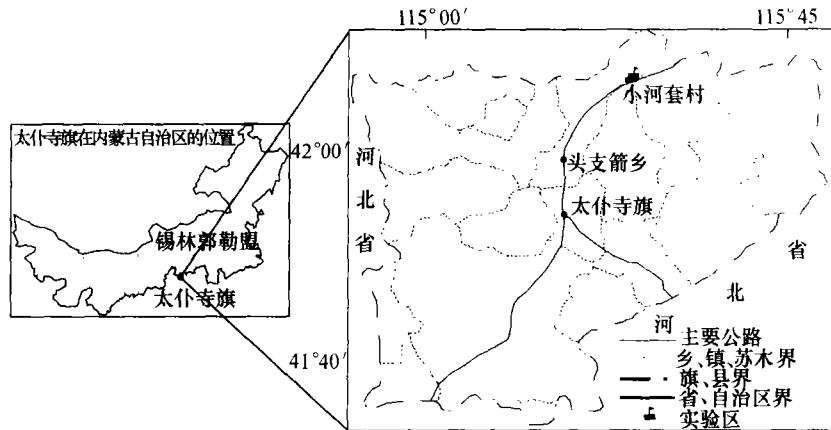 115°00′
115°45′
小河套村
太仆寺旗在内蒙古自治区的位置
42°00′
河北省
头支箭乡
太仆寺旗
锡林郭勒盟
太仆寺旗
省
北
河
41°40′
主要公路
乡、镇、苏木界
旗、县界
省、自治区界
实验区